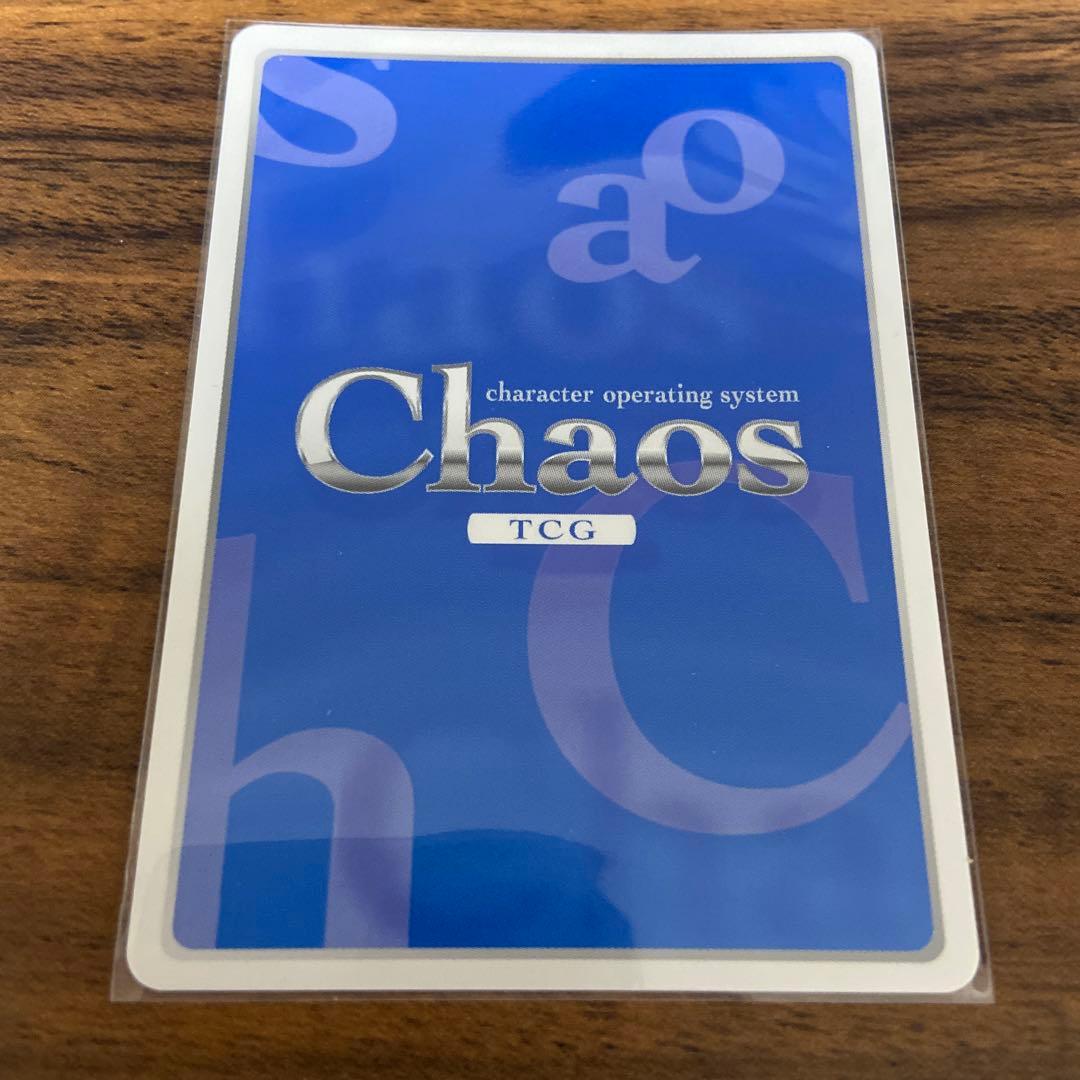 s
o
a
character operating system
Chaos
TCG
C
h